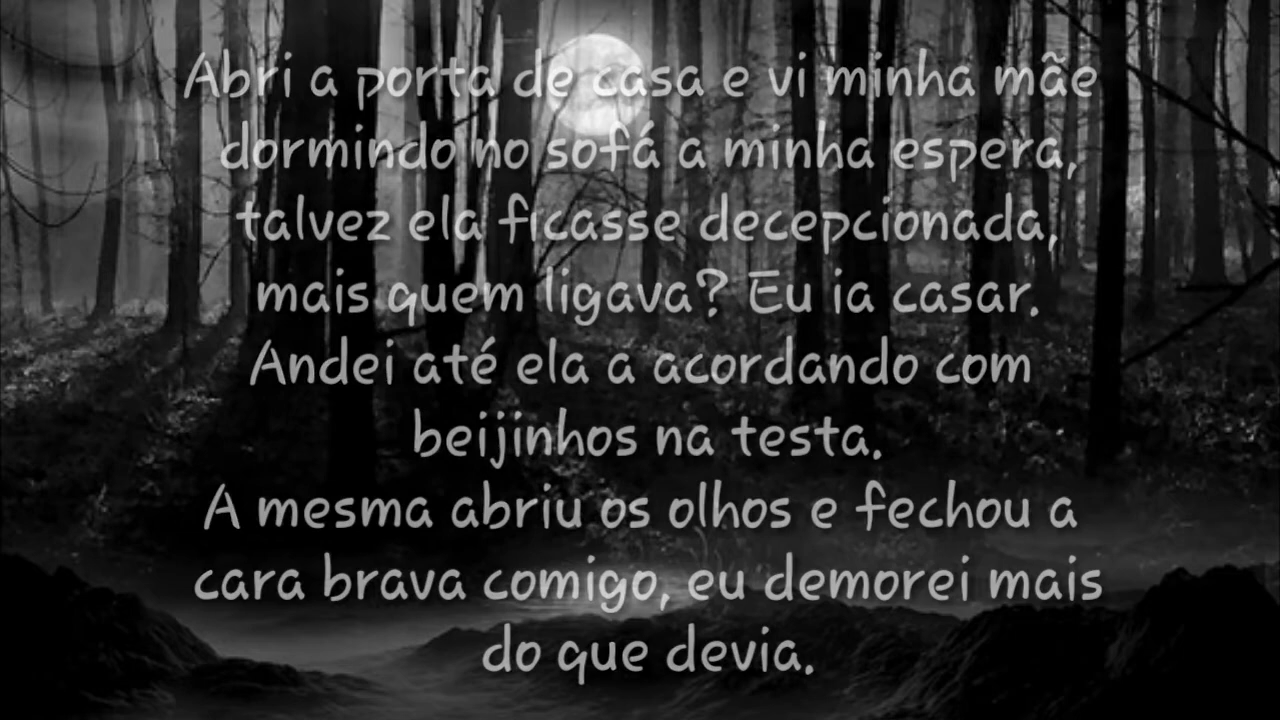 Abri a porta de casa e vi minha mãe
dormindo no sofá a minha espera,
talvez ela ficasse decepcionada,
mais quem ligava? Eu ia casar.
Andei até ela a acordando com
beijinhos na testa.
A mesma abriu os olhos e fechou a
cara brava comigo, eu demorei mais
do que devia.